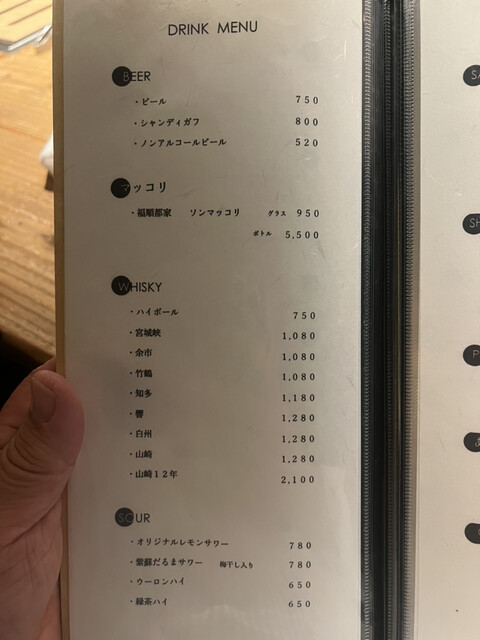 DRINK MENU
BEER
・ビール 750
・シャンディガフ 800
・ノンアルコールビール 520
マッコリ
・福順都家 ソンマッコリ グラス 950
ボトル 5,500
WHISKY
・ハイボール 750
・宮城峡 1,080
・余市 1,080
・竹鶴 1,080
・知多 1,180
・響 1,280
・白州 1,280
・山崎 1,280
・山崎12年 2,100
SOUR
・オリジナルレモンサワー 780
・紫蘇だるまサワー 梅干し入り 780
・ウーロンハイ 650
・緑茶ハイ 650
SA
SH